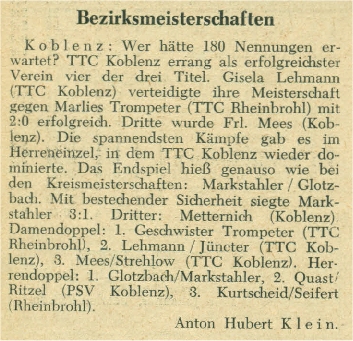 Bezirksmeisterschaften
Koblenz: Wer hätte 180 Nennungen er-
wartet? TTC Koblenz errang als erfolgreichster
Verein vier der drei Titel. Gisela Lehmann
(TTC Koblenz) verteidigte ihre Meisterschaft
gegen Marlies Trompeter (TTC Rheinbrohl) mit
2:0 erfolgreich. Dritte wurde Frl. Mees (Kob-
lenz). Die spannendsten Kämpfe gab es im
Herreneinzel, in dem TTC Koblenz wieder do-
minierte. Das Endspiel hieß genauso wie bei
den Kreismeisterschaften: Markstahler / Glotz-
bach. Mit bestechender Sicherheit siegte Mark-
stahler 3:1. Dritter: Metternich (Koblenz).
Damendoppel: 1. Geschwister Trompeter (TTC
Rheinbrohl), 2. Lehmann / Jüncter (TTC Kob-
lenz), 3. Mees/Strehlow (TTC Koblenz). Her-
rendoppel: 1. Glotzbach/Markstahler, 2. Quast/
Ritzel (PSV Koblenz), 3. Kurtscheid/Seifert
(Rheinbrohl).
Anton Hubert Klein.